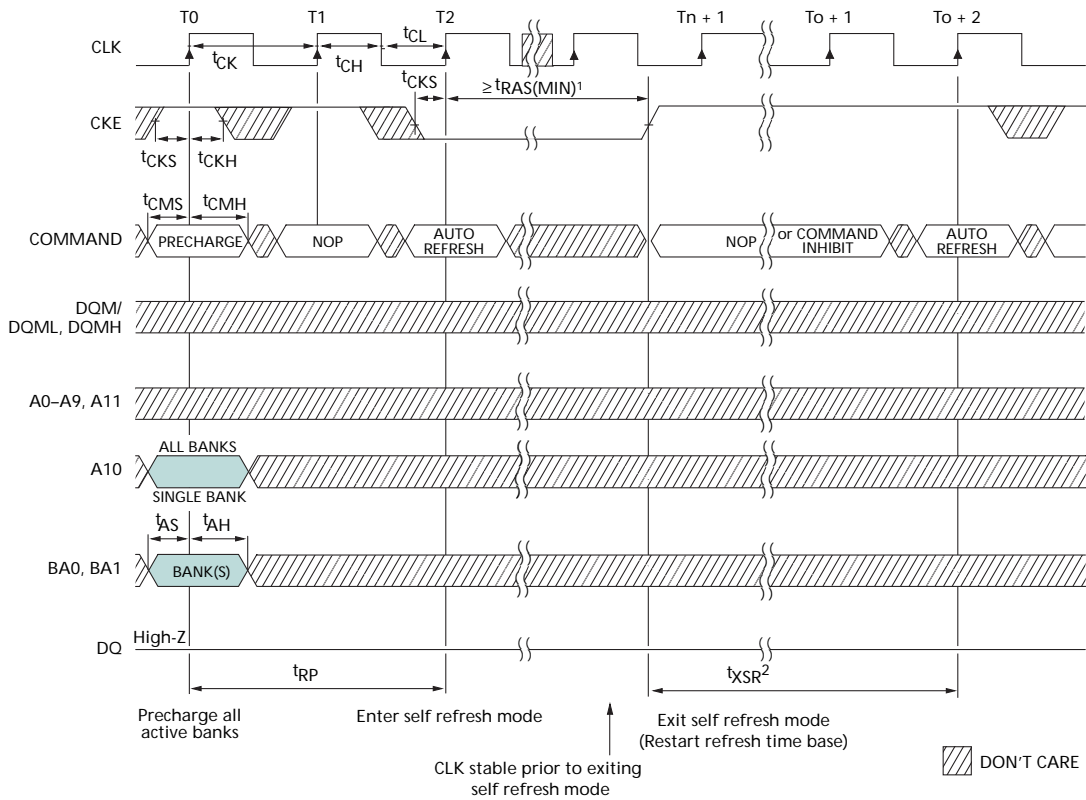 T0 T1 T2 Tn + 1 To + 1 To + 2
CLK
tCK tCH tCL
tCKS ≥ tRAS(MIN)¹
CKE
tCKS tCKH
tCMS tCMH
COMMAND PRECHARGE NOP AUTO REFRESH NOP or COMMAND INHIBIT AUTO REFRESH
DQM/
DQML, DQMH
A0–A9, A11
ALL BANKS
A10
SINGLE BANK
tAS tAH
BA0, BA1 BANK(S)
DQ High-Z
tRP tXSR²
Precharge all
active banks
Enter self refresh mode
Exit self refresh mode
(Restart refresh time base)
CLK stable prior to exiting
self refresh mode
DON'T CARE